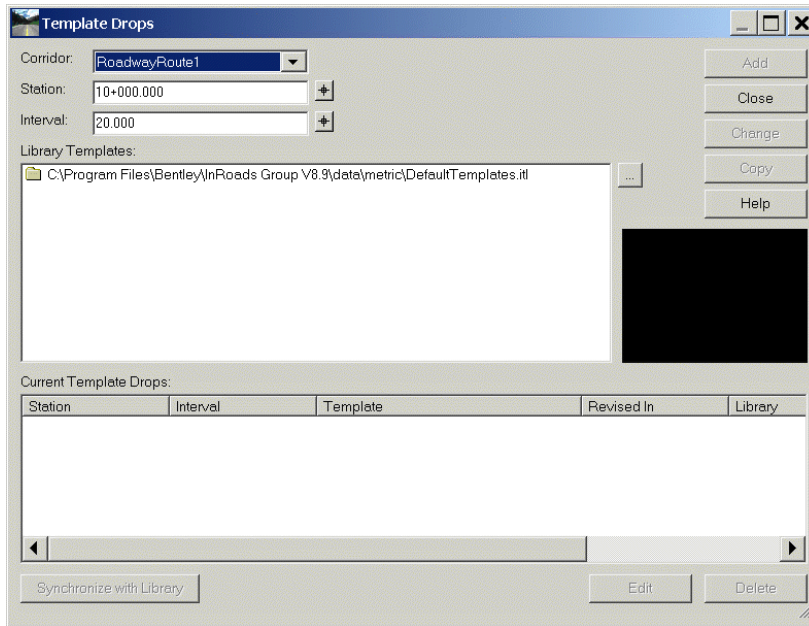 Template Drops
Corridor: RoadwayRoute1
Add
Station: 10+000.000
Close
Interval: 20.000
Change
Library Templates:
C:\Program Files\Bentley\InRoads Group V8.9\data\metric\DefaultTemplates.itl
...
Copy
Help
Current Template Drops:
Station Interval Template Revised In Library
Synchronize with Library Edit Delete